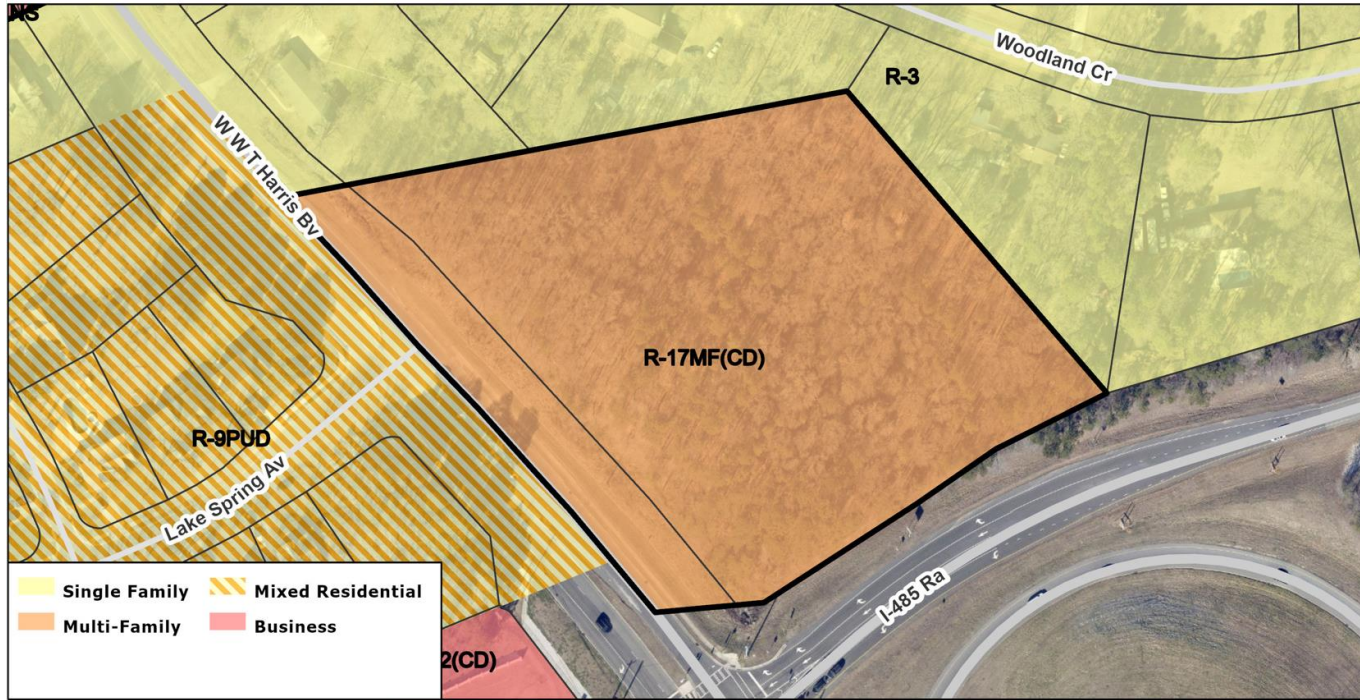 NS
Woodland Cr
R-3
W W T Harris Bv
R-17MF(CD)
R-9PUD
Lake Spring Av
I-485 Ra
Single Family
Mixed Residential
Multi-Family
Business
2(CD)